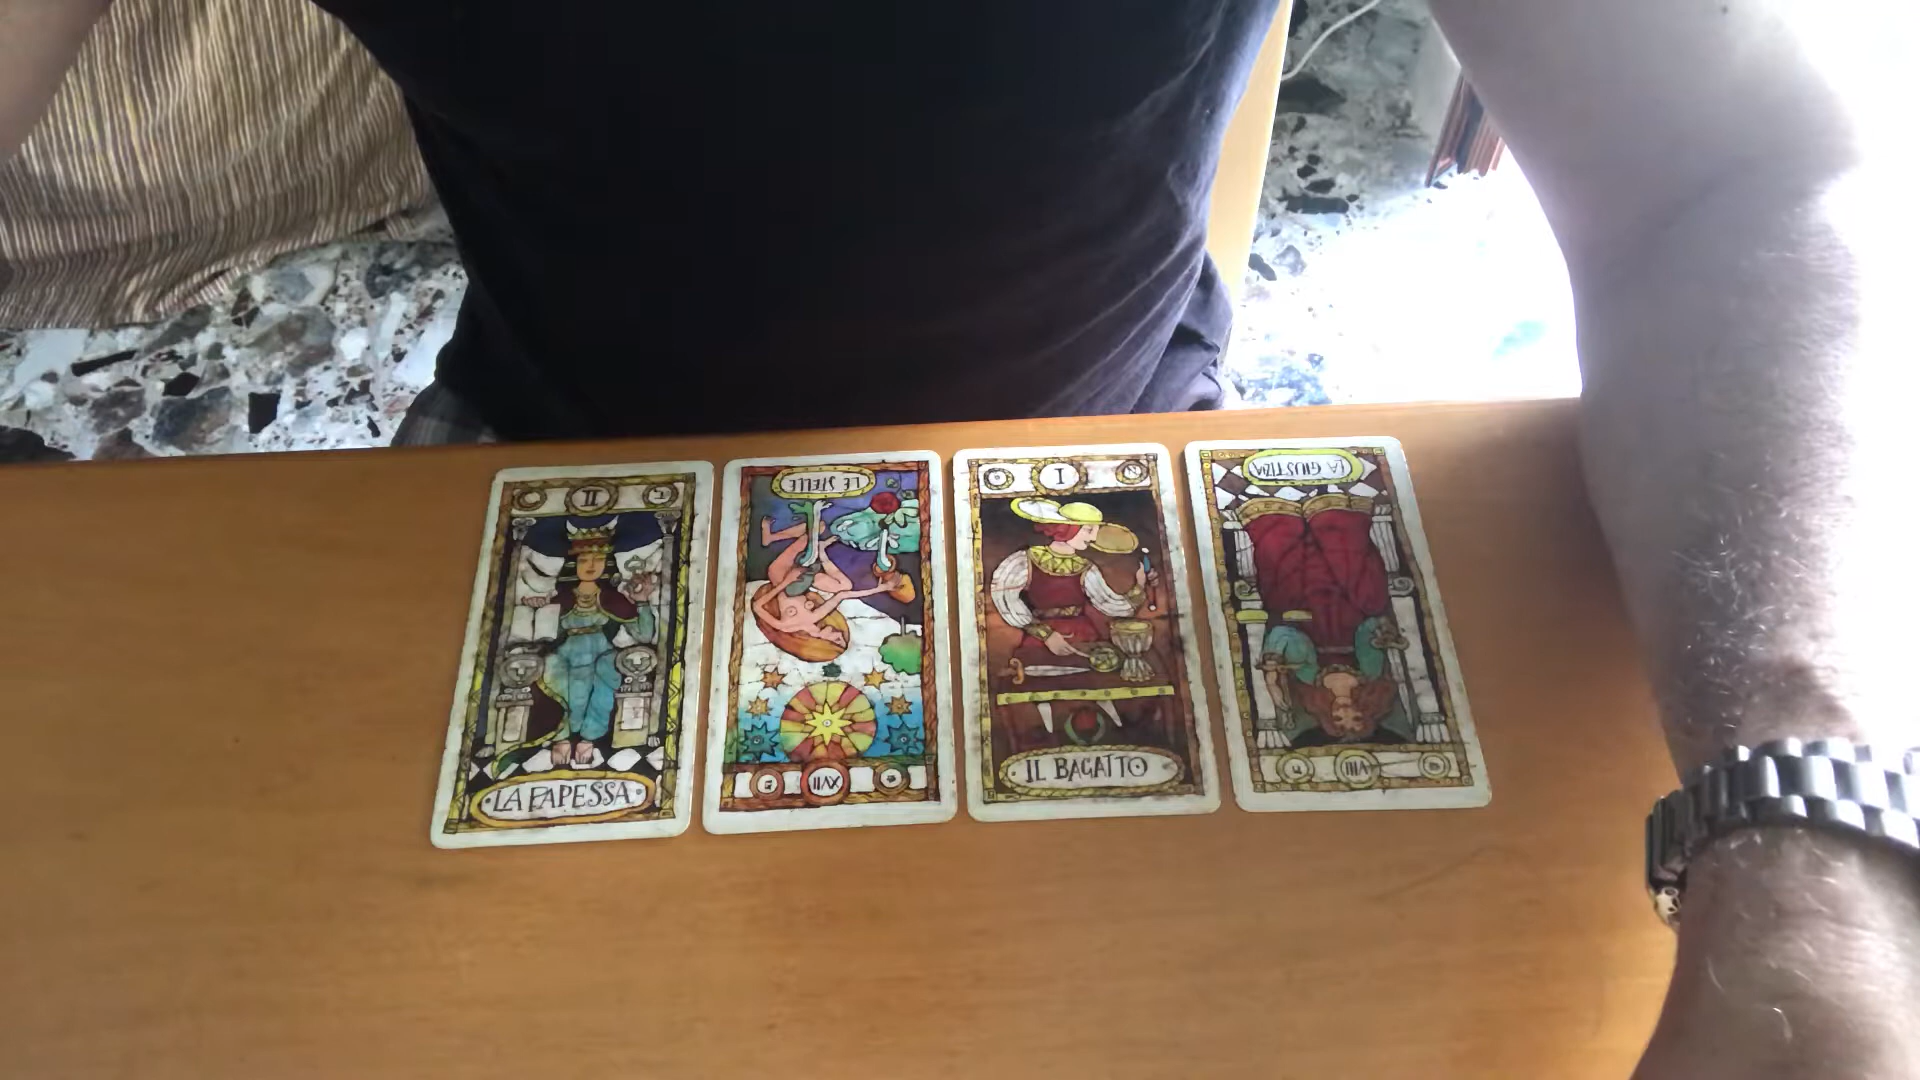 II
LA PAPESSA
LE STELLE
XVII
I
IL BAGATTO
LA GIUSTIZIA
VIII